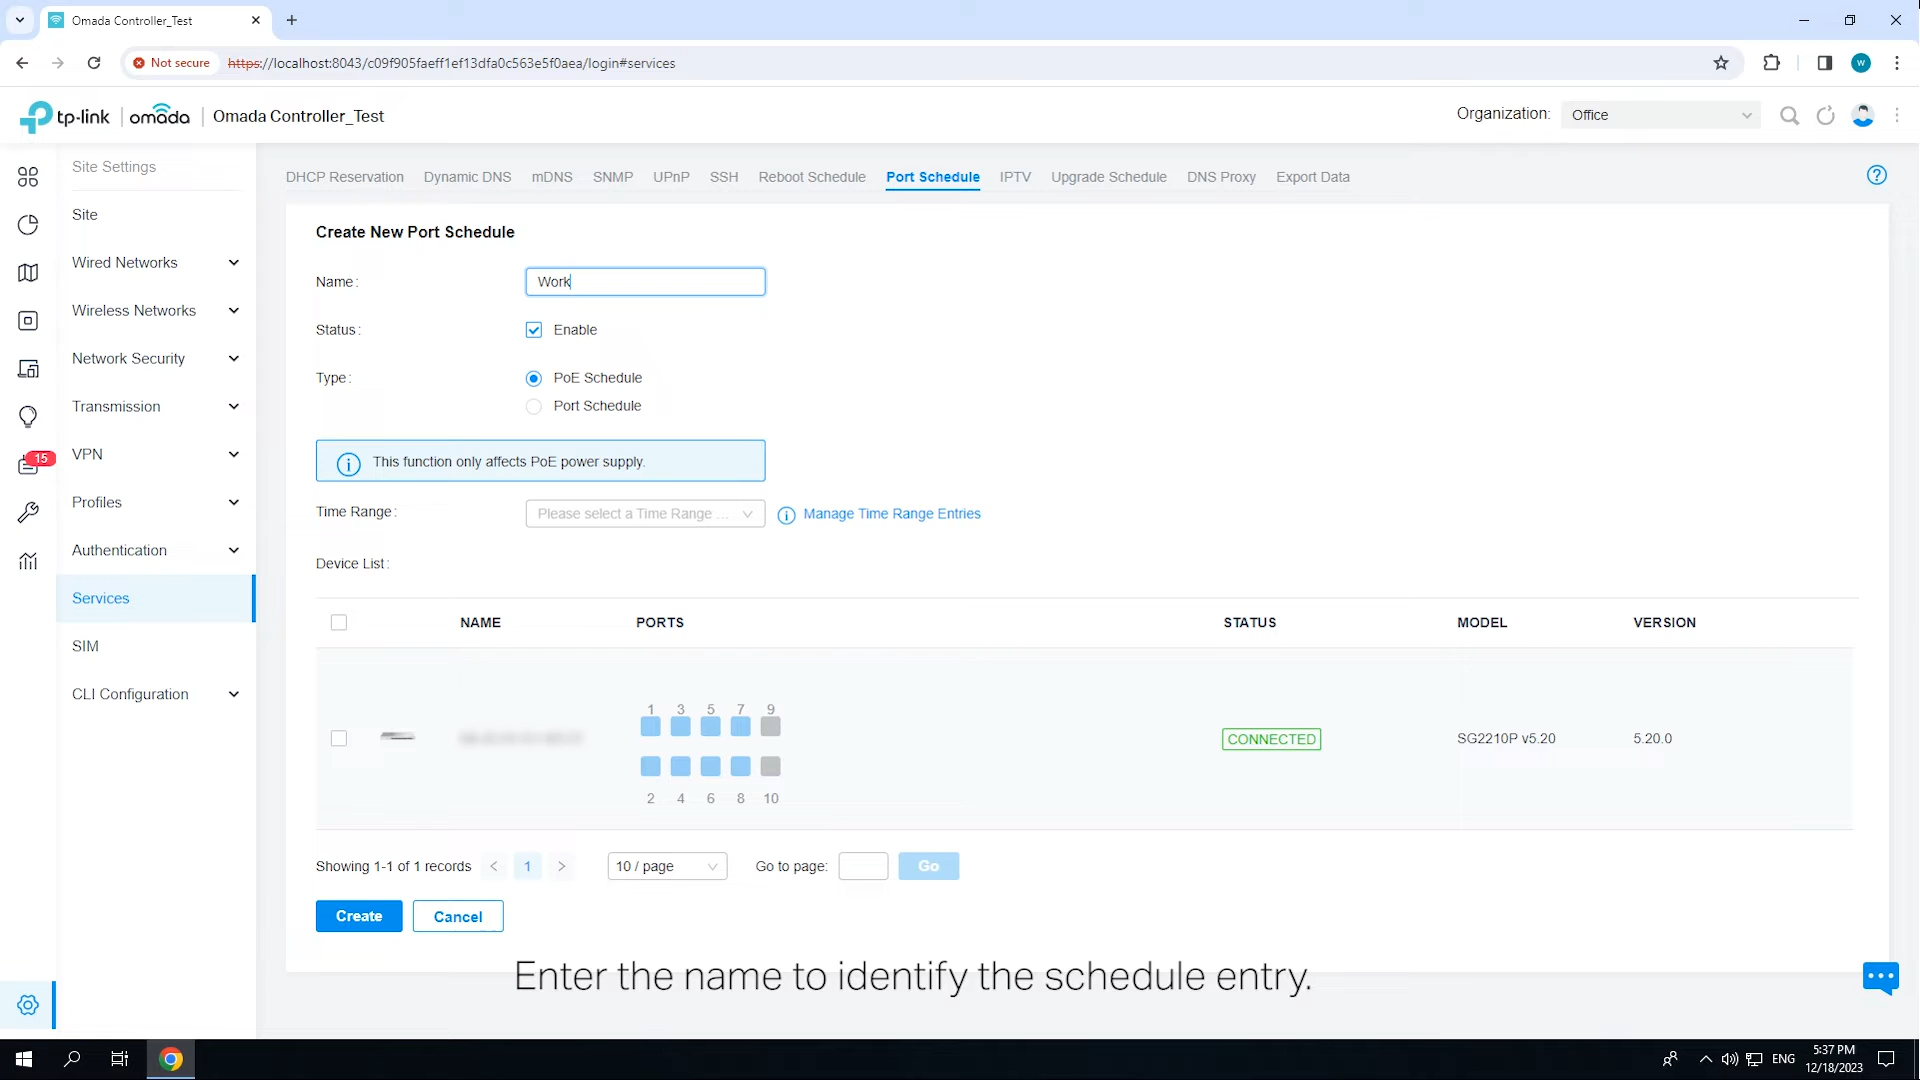 Omada Controller_Test
Not secure
https://localhost:8043/c09f905faeff1ef13dfa0c563e5f0aea/login#services
W
tp-link
omada
Omada Controller_Test
Organization:
Office
Site Settings
Site
Wired Networks
Wireless Networks
Network Security
Transmission
VPN
15
Profiles
Authentication
Services
SIM
CLI Configuration
DHCP Reservation Dynamic DNS mDNS SNMP UPnP SSH Reboot Schedule Port Schedule IPTV Upgrade Schedule DNS Proxy Export Data
Create New Port Schedule
Name:
Work
Status:
Enable
Type:
PoE Schedule
Port Schedule
This function only affects PoE power supply.
Time Range:
Please select a Time Range ...
Manage Time Range Entries
Device List:
NAME PORTS STATUS MODEL VERSION
1 3 5 7 9
CONNECTED SG2210P v5.20 5.20.0
2 4 6 8 10
Showing 1-1 of 1 records < 1 > 10 / page Go to page: Go
Create Cancel
Enter the name to identify the schedule entry.
ENG
5:37 PM
12/18/2023